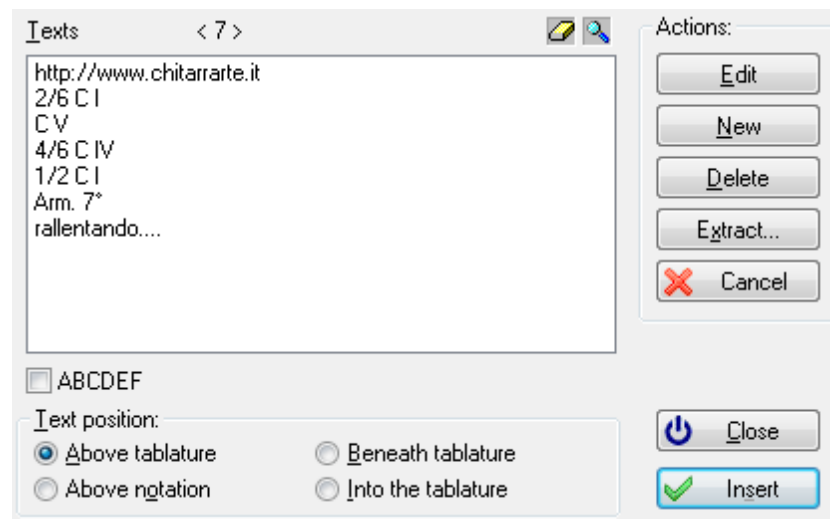 Texts < 7 >
http://www.chitarrarte.it
2/6 C I
C V
4/6 C IV
1/2 C I
Arm. 7°
rallentando....
ABCDEF
Text position:
Above tablature
Beneath tablature
Above notation
Into the tablature
Actions:
Edit
New
Delete
Extract...
Cancel
Close
Insert